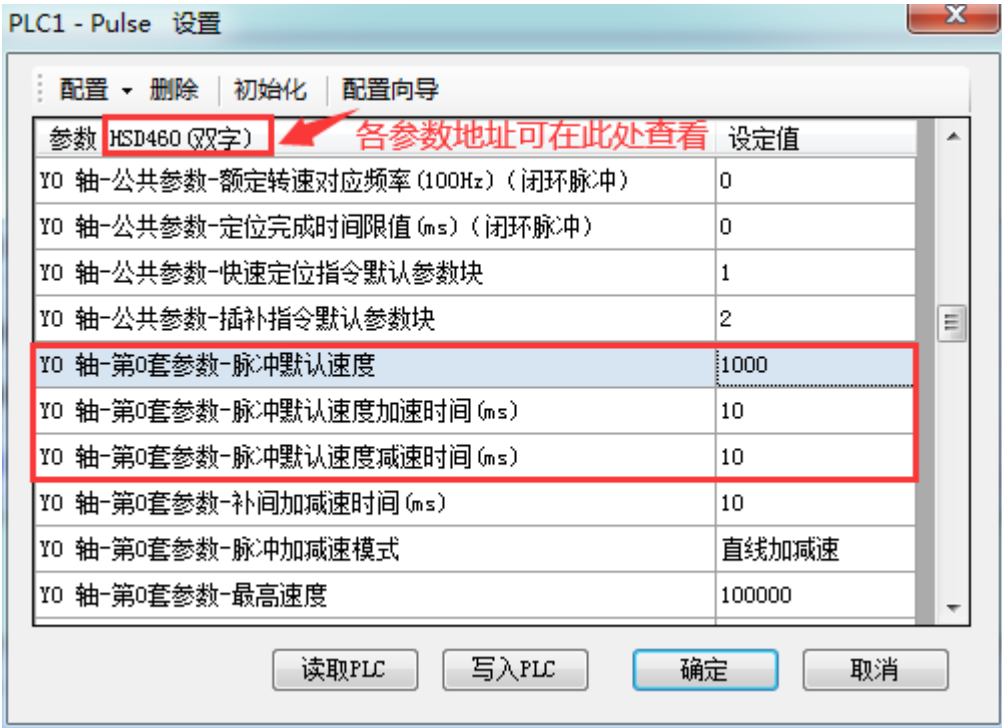 PLC1 - Pulse 设置
配置 删除 初始化 配置向导
参数 HSD460(双字) 各参数地址可在此处查看 设定值
Y0 轴-公共参数-额定转速对应频率(100Hz)(闭环脉冲) 0
Y0 轴-公共参数-定位完成时间限值(ms)(闭环脉冲) 0
Y0 轴-公共参数-快速定位指令默认参数块 1
Y0 轴-公共参数-插补指令默认参数块 2
Y0 轴-第0套参数-脉冲默认速度 1000
Y0 轴-第0套参数-脉冲默认速度加速时间(ms) 10
Y0 轴-第0套参数-脉冲默认速度减速时间(ms) 10
Y0 轴-第0套参数-补间加减速时间(ms) 10
Y0 轴-第0套参数-脉冲加减速模式 直线加减速
Y0 轴-第0套参数-最高速度 100000
读取PLC 写入PLC 确定 取消